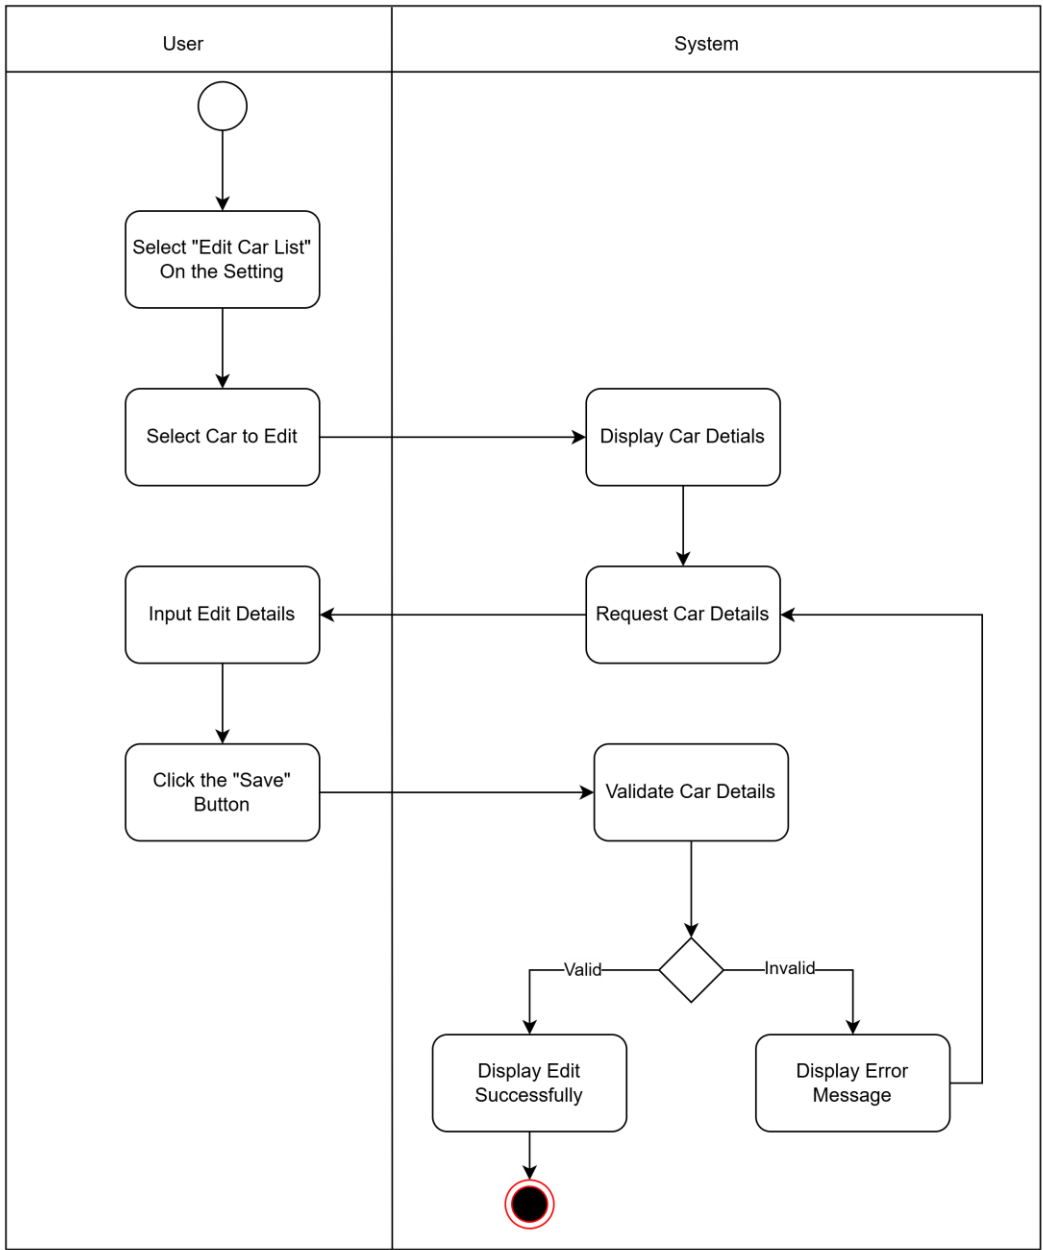 User
System
Select "Edit Car List"
On the Setting
Select Car to Edit
Display Car Detials
Input Edit Details
Request Car Details
Click the "Save"
Button
Validate Car Details
Valid
Invalid
Display Edit
Successfully
Display Error
Message